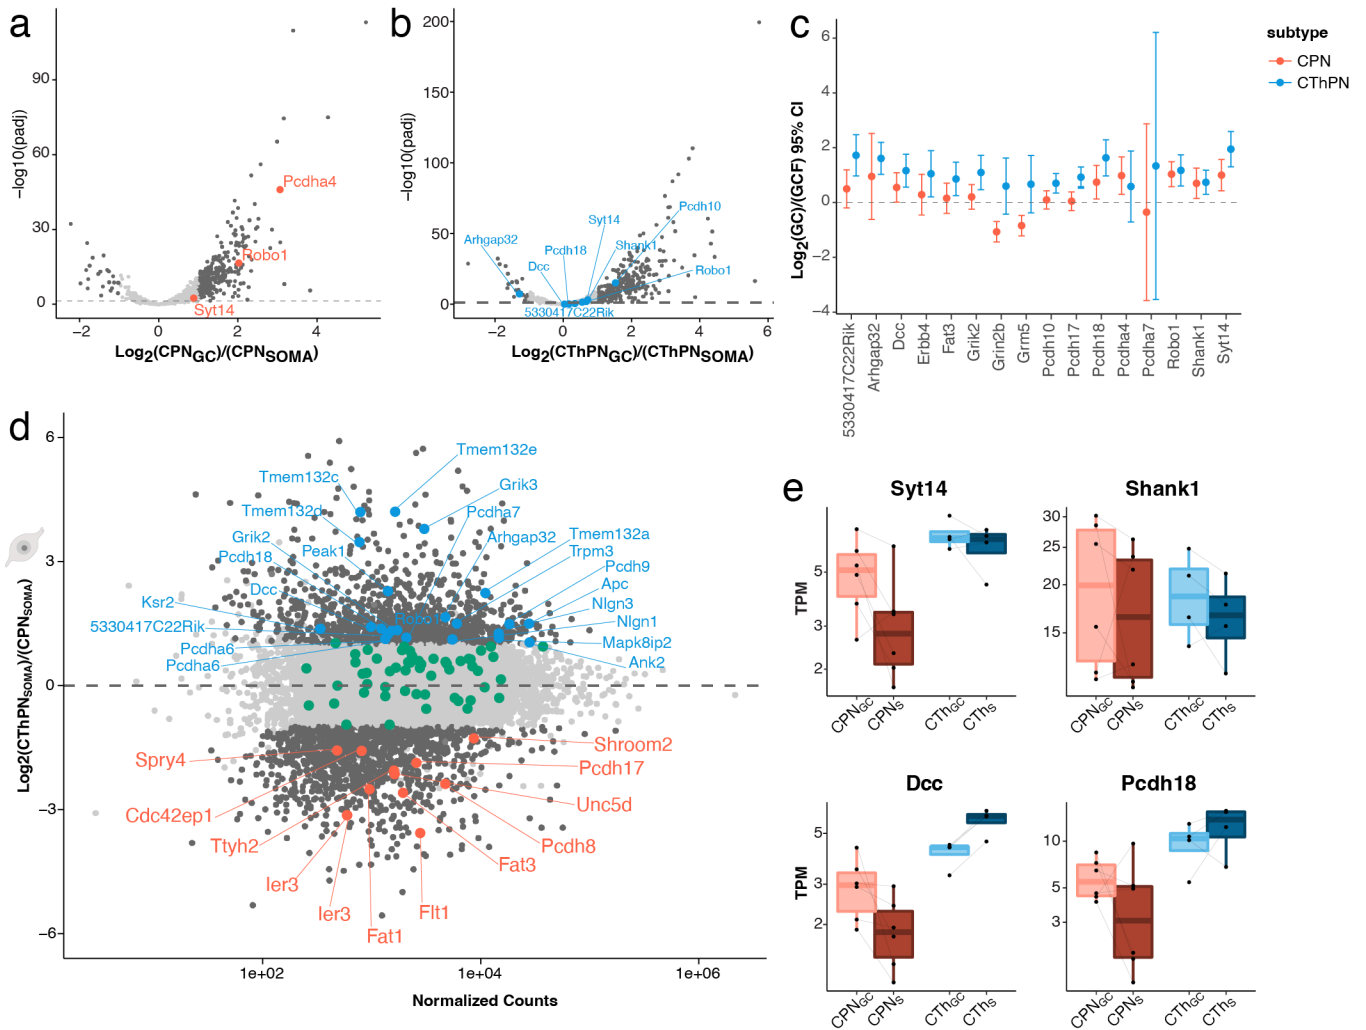 a
90
60
30
0
−log10(padj)
Pcdha4
Robo1
Syt14
−2
0
2
4
Log2(CPNGC)/(CPNSOMA)
b
200
150
100
50
0
−log10(padj)
Arhgap32
Dcc
Pcdh18
Syt14
Shank1
Pcdh10
Robo1
5330417C22Rik
−2
0
2
4
6
Log2(CThPNGC)/(CThPNSOMA)
c
6
4
2
0
−2
−4
Log2(GC)/(GCF) 95% CI
5330417C22Rik
Arhgap32
Dcc
Erbb4
Fat3
Grik2
Grin2b
Grm5
Pcdh10
Pcdh17
Pcdh18
Pcdha4
Pcdha7
Robo1
Shank1
Syt14
subtype
CPN
CThPN
d
6
3
0
−3
−6
Log2(CThPNSOMA)/(CPNSOMA)
Tmem132e
Tmem132c
Grik3
Tmem132d
Pcdha7
Grik2
Peak1
Arhgap32
Tmem132a
Pcdh18
Trpm3
Dcc
Pcdh9
Apc
Ksr2
Robo1
Nlgn3
5330417C22Rik
Nlgn1
Pcdha6
Mapk8ip2
Pcdha6
Ank2
Spry4
Shroom2
Pcdh17
Cdc42ep1
Unc5d
Ttyh2
Pcdh8
Fat3
Ier3
Ier3
Flt1
Fat1
1e+02
1e+04
1e+06
Normalized Counts
e
Syt14
TPM
5
3
2
CPNGC
CPNS
CThGC
CThS
Shank1
30
25
20
15
CPNGC
CPNS
CThGC
CThS
Dcc
TPM
5
3
2
CPNGC
CPNS
CThGC
CThS
Pcdh18
10
5
3
CPNGC
CPNS
CThGC
CThS